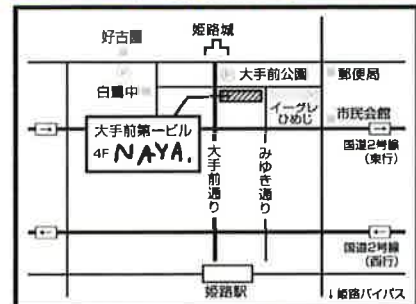 姫路城
好古園
大手前公園
郵便局
白鷺中
イーグレ
ひめじ
市民会館
大手前第一ビル
4F NAYA.
国道2号線
(東行)
大手前通り
みゆき通り
国道2号線
(西行)
姫路駅
↓姫路バイパス